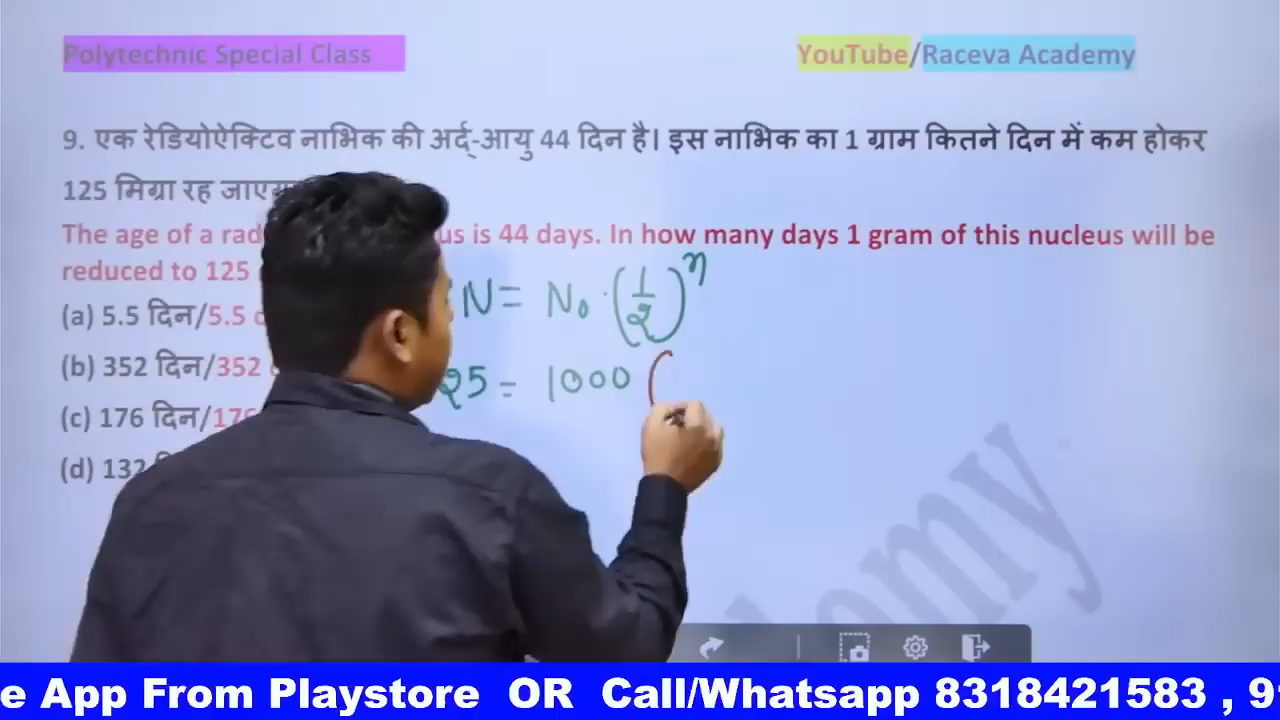 Polytechnic Special Class
YouTube/Raceva Academy
9. एक रेडियोऐक्टिव नाभिक की अर्द्-आयु 44 दिन है। इस नाभिक का 1 ग्राम कितने दिन में कम होकर
125 मिग्रा रह
The age of a us is 44 days. In how many days 1 gram of this nucleus will be
reduced to 125
(a) 5.5 दिन/5.5
(b) 352 दिन/352
(c) 176 दिन/
(d) 132
N = N₀ · (1/2)^n
25 = 1000 (
e App From Playstore OR Call/Whatsapp 8318421583 , 9